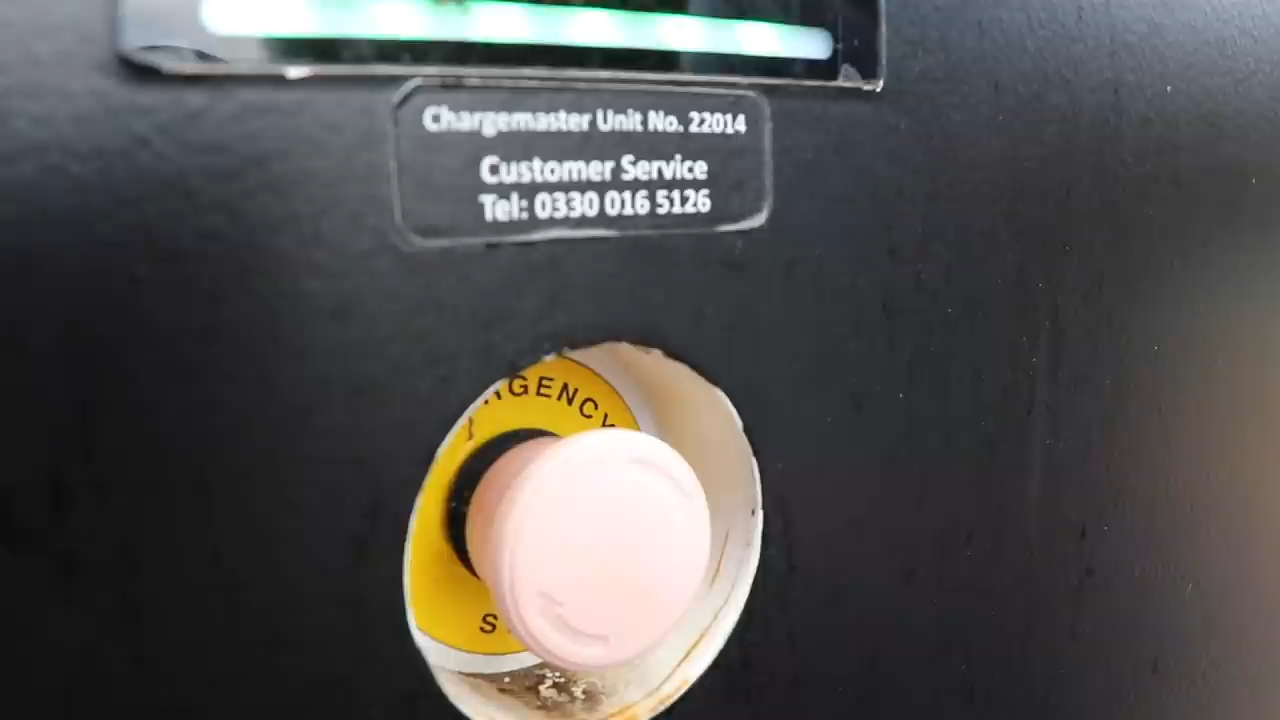 Chargemaster Unit No. 22014
Customer Service
Tel: 0330 016 5126